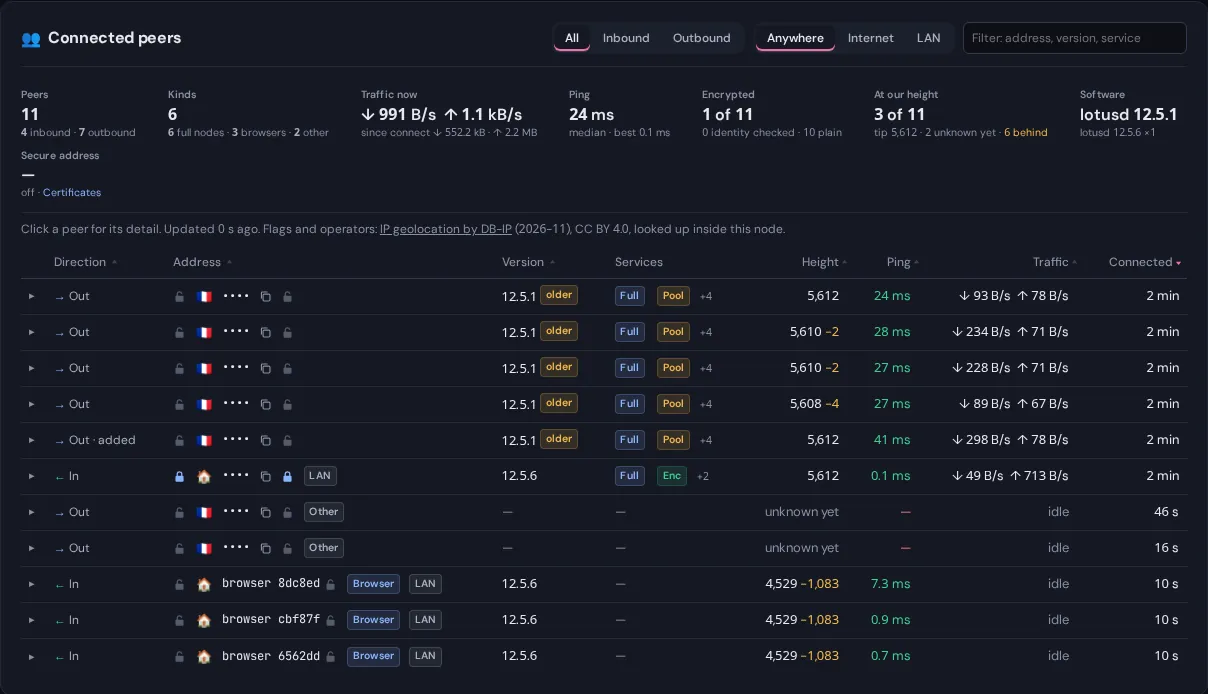 Connected peers
All Inbound Outbound Anywhere Internet LAN Filter: address, version, service
Peers Kinds Traffic now Ping Encrypted At our height Software
11 6 ↓ 991 B/s ↑ 1.1 kB/s 24 ms 1 of 11 3 of 11 lotusd 12.5.1
4 inbound · 7 outbound 6 full nodes · 3 browsers · 2 other since connect ↓ 552.2 kB · ↑ 2.2 MB median · best 0.1 ms 0 identity checked · 10 plain tip 5,612 · 2 unknown yet · 6 behind lotusd 12.5.6 ×1
Secure address
—
off · Certificates
Click a peer for its detail. Updated 0 s ago. Flags and operators: IP geolocation by DB-IP (2026-11), CC BY 4.0, looked up inside this node.
Direction Address Version Services Height Ping Traffic Connected
→ Out •••• 12.5.1 older Full Pool +4 5,612 24 ms ↓ 93 B/s ↑ 78 B/s 2 min
→ Out •••• 12.5.1 older Full Pool +4 5,610 −2 28 ms ↓ 234 B/s ↑ 71 B/s 2 min
→ Out •••• 12.5.1 older Full Pool +4 5,610 −2 27 ms ↓ 228 B/s ↑ 71 B/s 2 min
→ Out •••• 12.5.1 older Full Pool +4 5,608 −4 27 ms ↓ 89 B/s ↑ 67 B/s 2 min
→ Out · added •••• 12.5.1 older Full Pool +4 5,612 41 ms ↓ 298 B/s ↑ 78 B/s 2 min
← In •••• LAN 12.5.6 Full Enc +2 5,612 0.1 ms ↓ 49 B/s ↑ 713 B/s 2 min
→ Out •••• Other — — unknown yet — idle 46 s
→ Out •••• Other — — unknown yet — idle 16 s
← In browser 8dc8ed Browser LAN 12.5.6 — 4,529 −1,083 7.3 ms idle 10 s
← In browser cbf87f Browser LAN 12.5.6 — 4,529 −1,083 0.9 ms idle 10 s
← In browser 6562dd Browser LAN 12.5.6 — 4,529 −1,083 0.7 ms idle 10 s